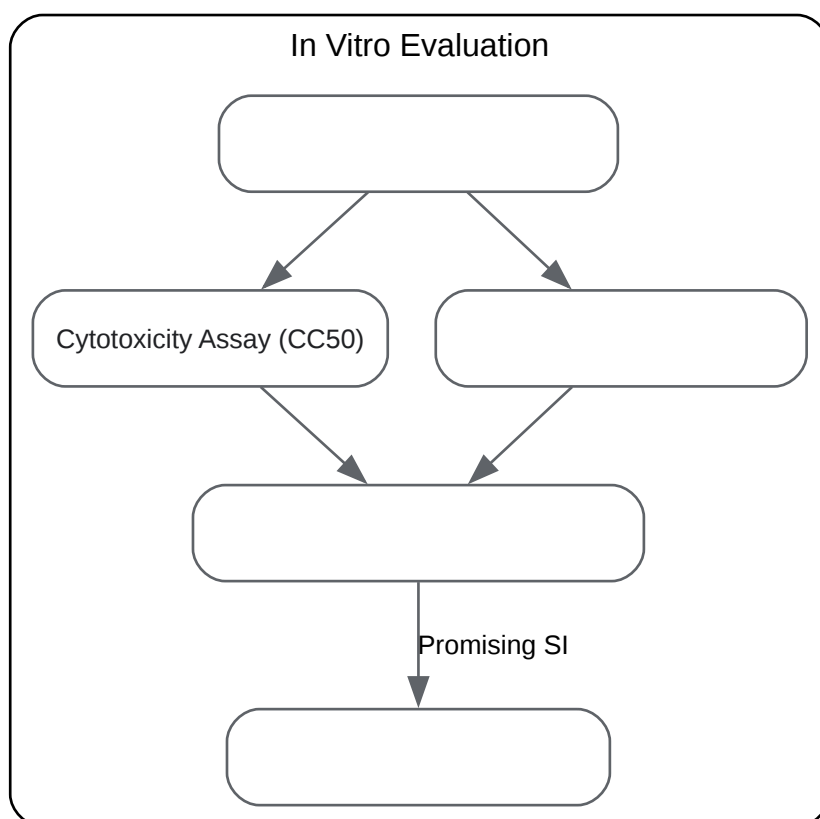 In Vitro Evaluation
Cytotoxicity Assay (CC50)
Promising SI